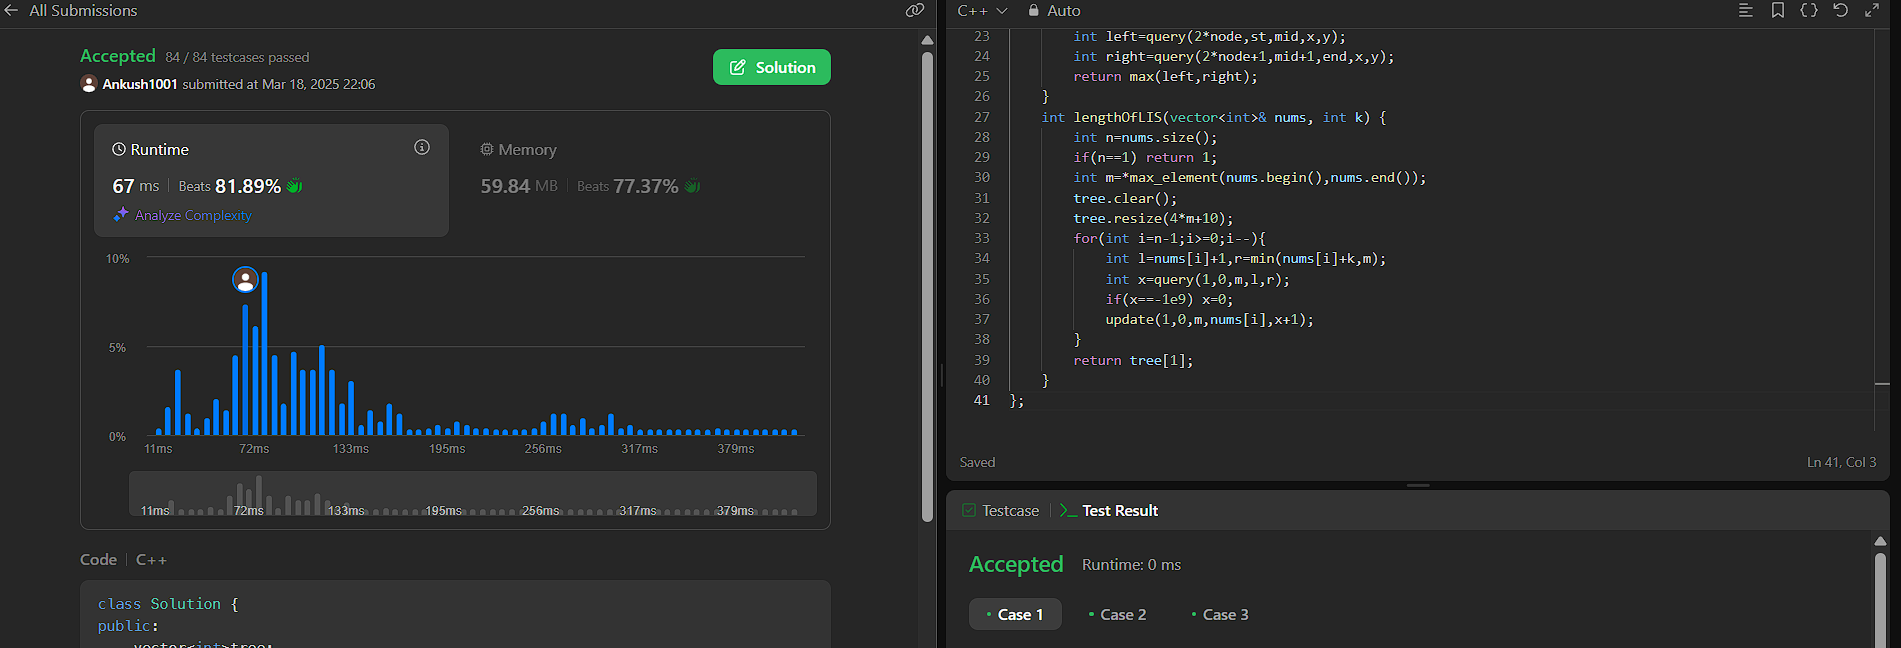 All Submissions
Accepted 84 / 84 testcases passed
Ankush1001 submitted at Mar 18, 2025 22:06
Solution
Runtime
67 ms Beats 81.89%
Analyze Complexity
Memory
59.84 MB Beats 77.37%
10%
5%
0%
11ms 72ms 133ms 195ms 256ms 317ms 379ms
11ms 72ms 133ms 195ms 256ms 317ms 379ms
Code C++
class Solution {
public:
vector<int>tree;
C++ Auto
23 int left=query(2*node,st,mid,x,y);
24 int right=query(2*node+1,mid+1,end,x,y);
25 return max(left,right);
26 }
27 int lengthOfLIS(vector<int>& nums, int k) {
28 int n=nums.size();
29 if(n==1) return 1;
30 int m=*max_element(nums.begin(),nums.end());
31 tree.clear();
32 tree.resize(4*m+10);
33 for(int i=n-1;i>=0;i--){
34 int l=nums[i]+1,r=min(nums[i]+k,m);
35 int x=query(1,0,m,l,r);
36 if(x==-1e9) x=0;
37 update(1,0,m,nums[i],x+1);
38 }
39 return tree[1];
40 }
41 };
Saved
Ln 41, Col 3
Testcase >_ Test Result
Accepted Runtime: 0 ms
Case 1 Case 2 Case 3